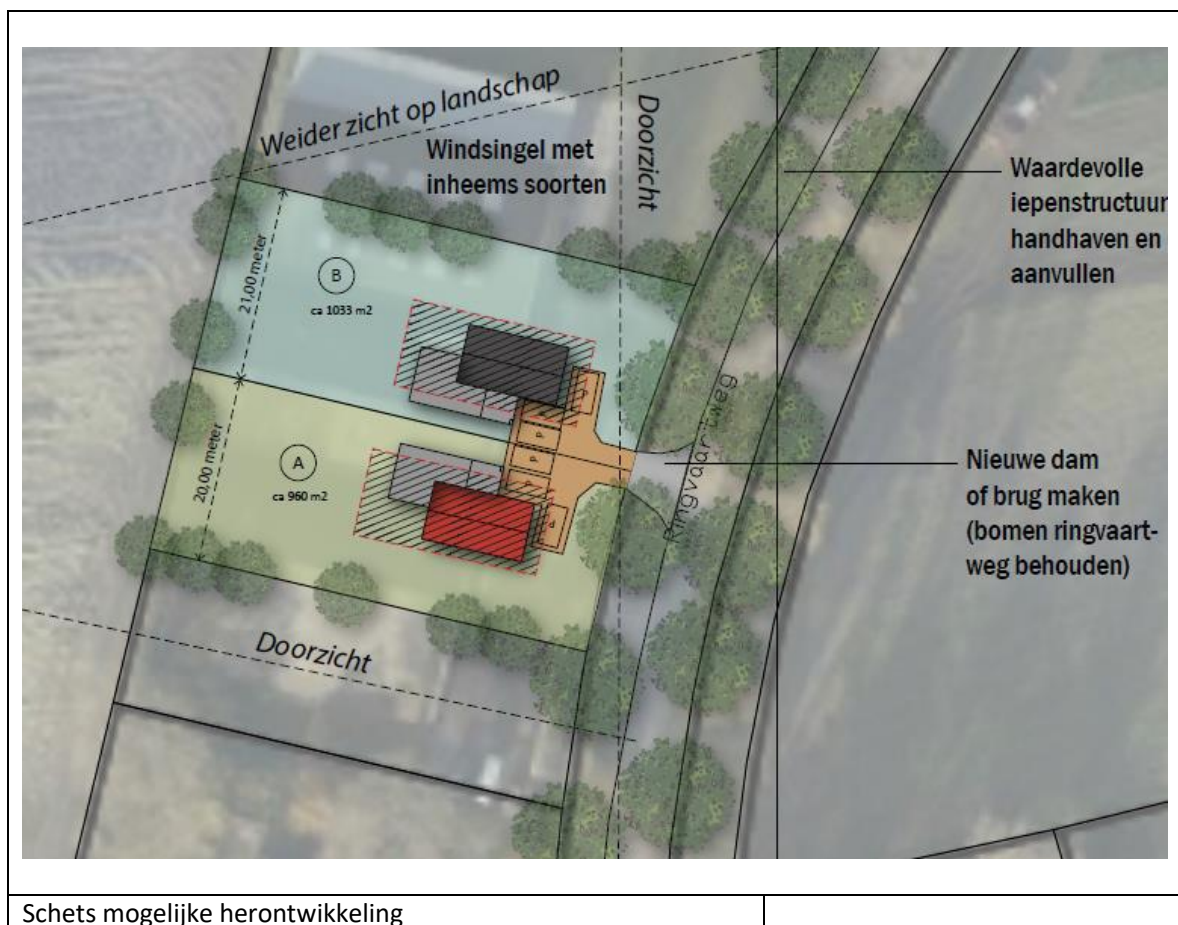 Weider zicht op landschap
Doorzicht
Windsingel met
inheems soorten
Waardevolle
iepenstructuur
handhaven en
aanvullen
21,00 meter
B
ca 1033 m2
Ringvaartweg
20,00 meter
A
ca 960 m2
P
P
P
Nieuwe dam
of brug maken
(bomen ringvaart-
weg behouden)
Doorzicht
Schets mogelijke herontwikkeling